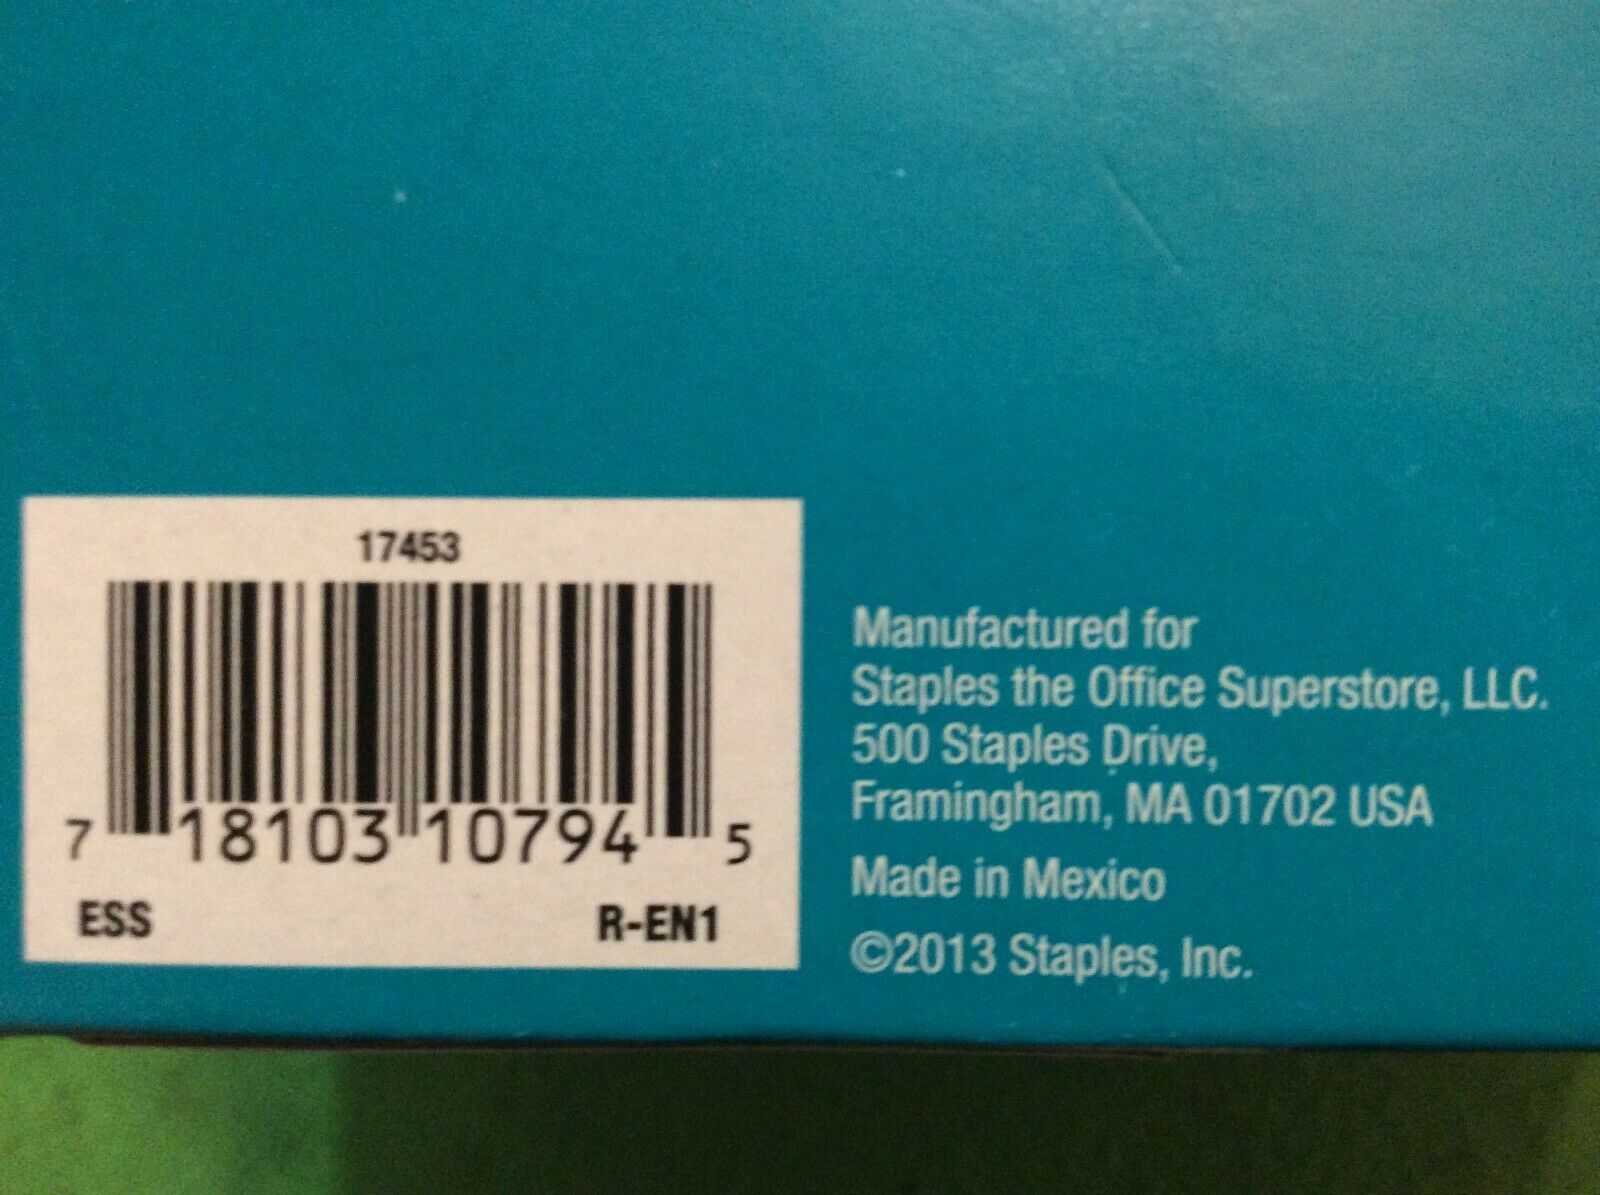 17453
7 18103 10794 5
ESS R-EN1
Manufactured for
Staples the Office Superstore, LLC.
500 Staples Drive,
Framingham, MA 01702 USA
Made in Mexico
©2013 Staples, Inc.